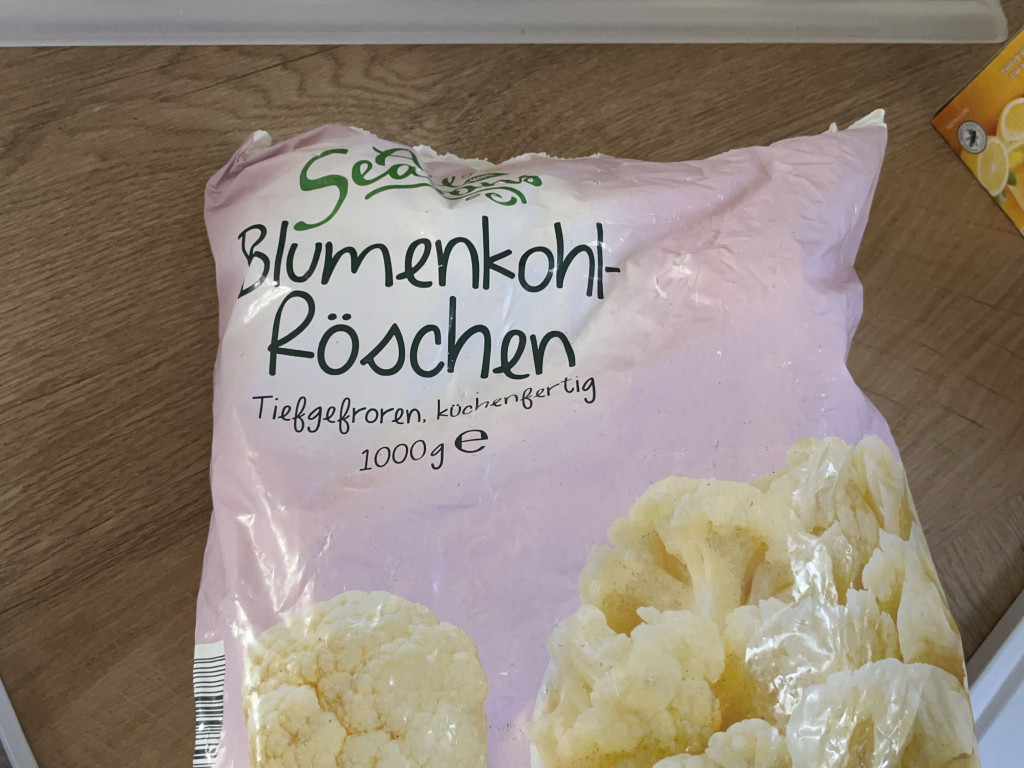 Blumenkohl-
Röschen
Tiefgefroren, küchenfertig
1000g e